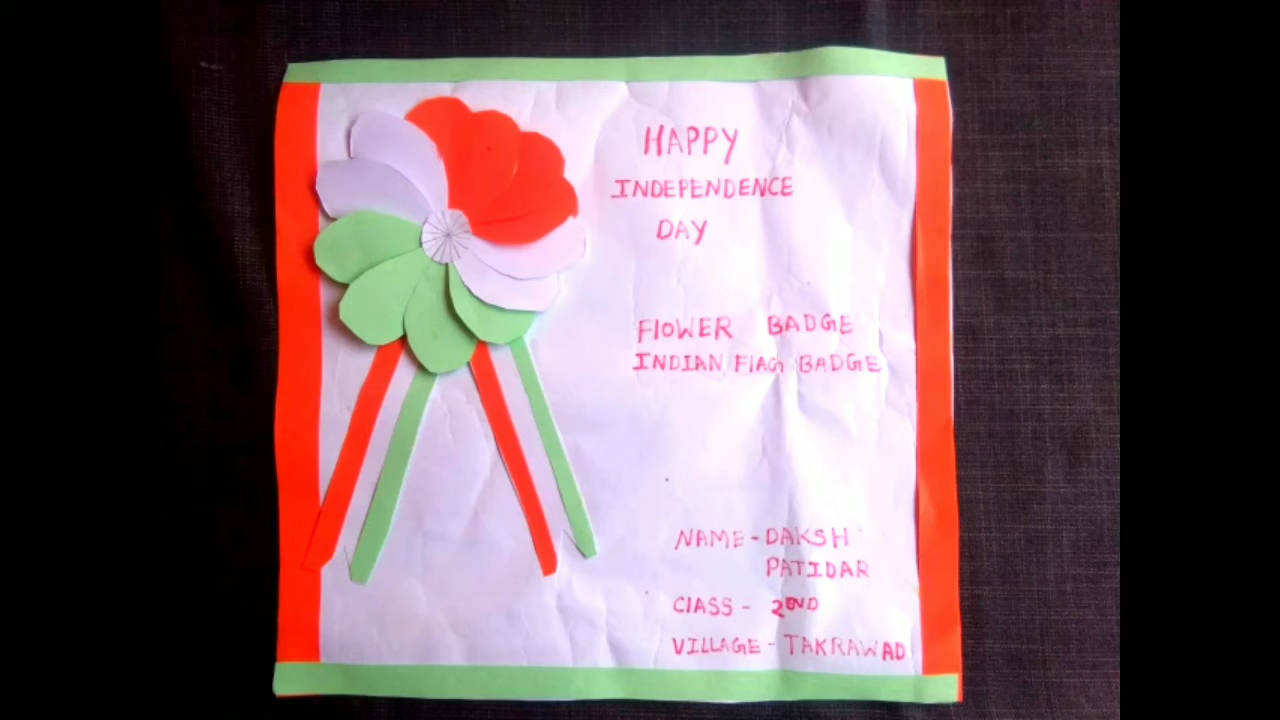 HAPPY
INDEPENDENCE
DAY
FlOWER BADGE
INDIAN FlAG BADGE
NAME - DAKSH
PATIDAR
ClASS - 2ND
VILLAGE - TAKRAWAD